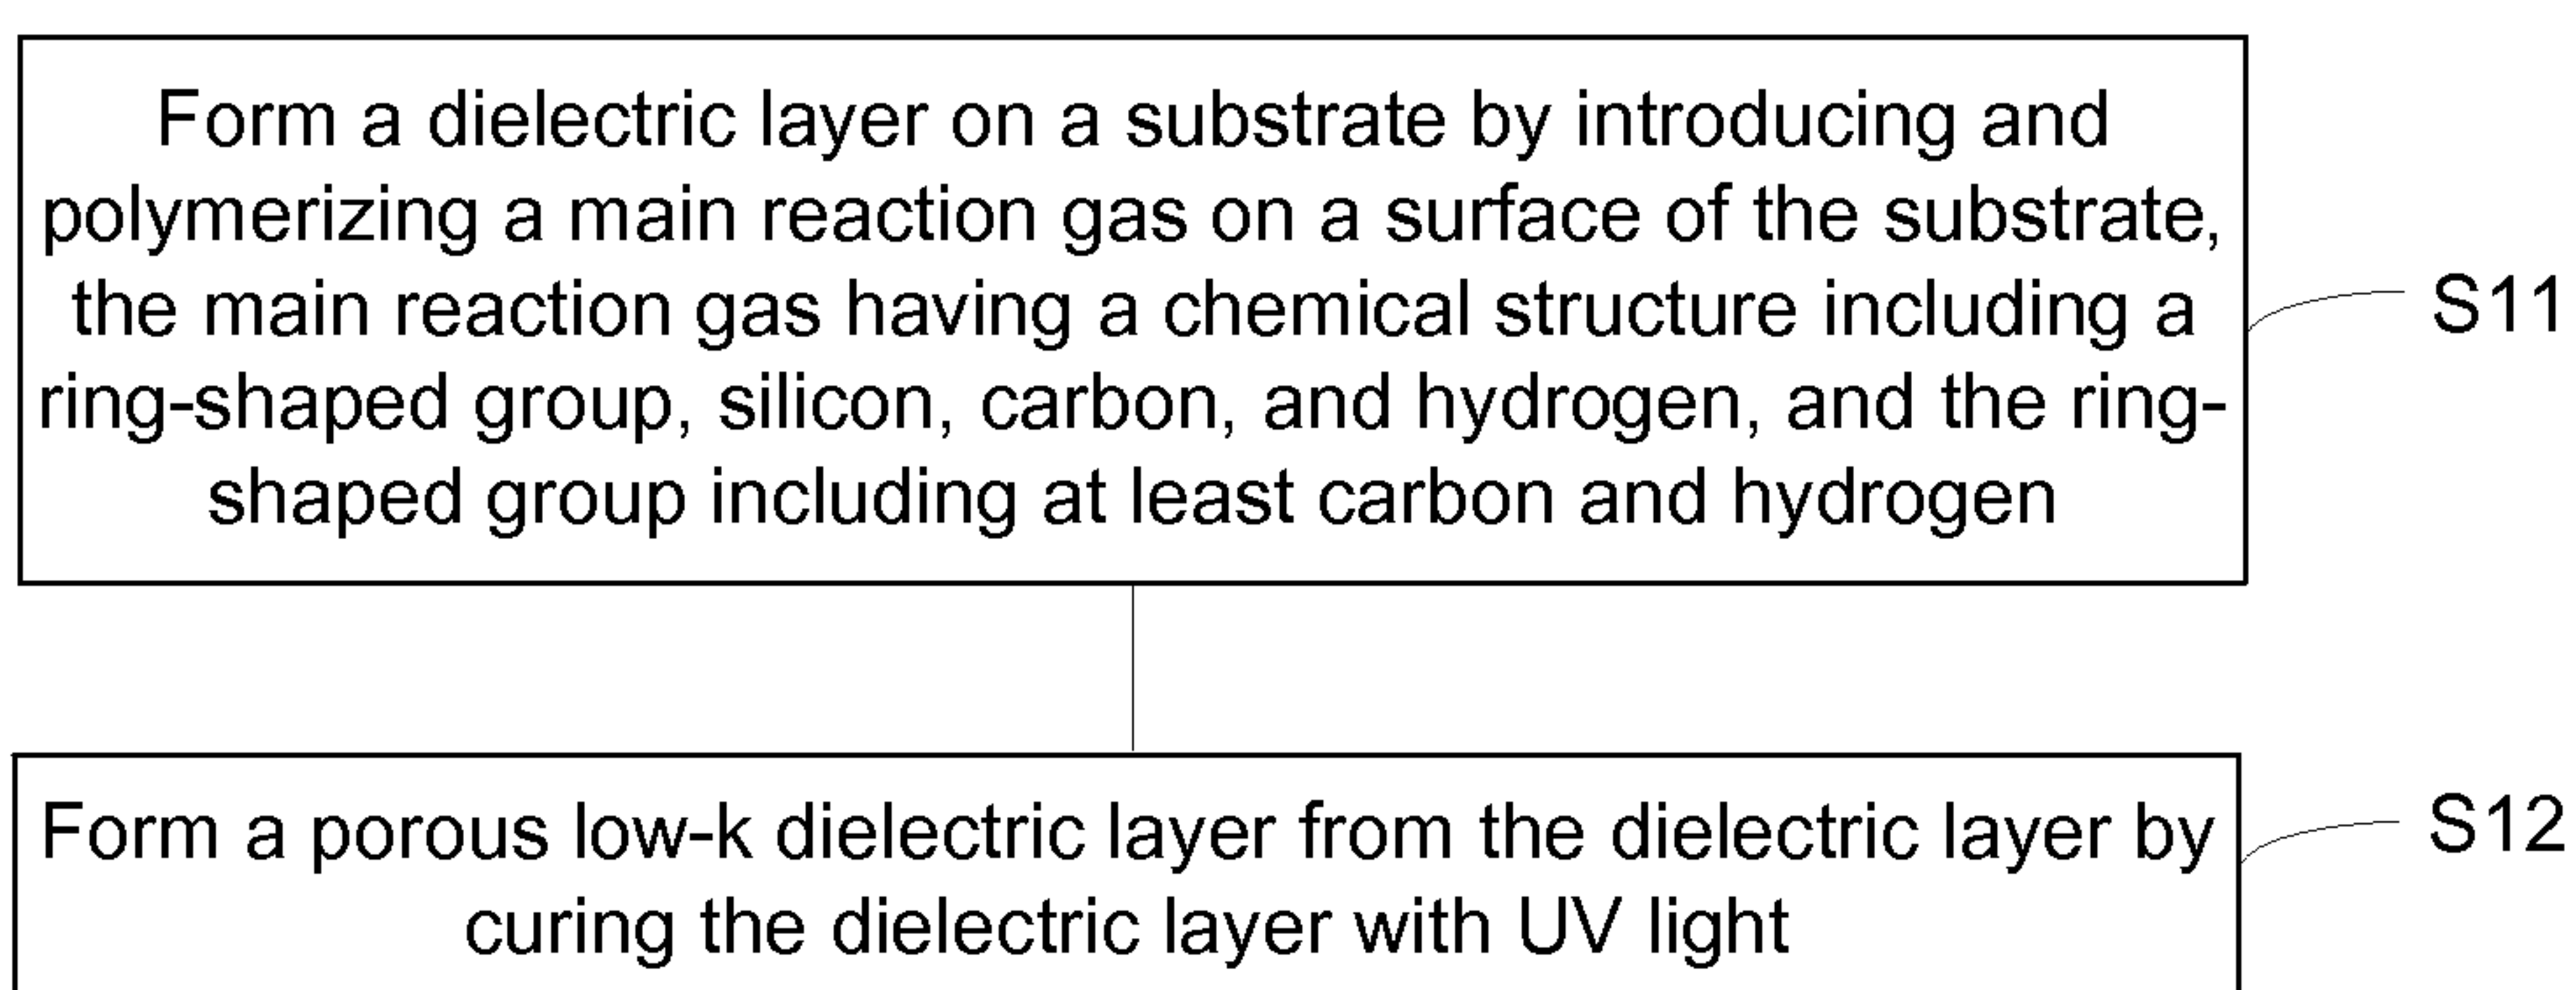 Form a dielectric layer on a substrate by introducing and
polymerizing a main reaction gas on a surface of the substrate,
the main reaction gas having a chemical structure including a
ring-shaped group, silicon, carbon, and hydrogen, and the ring-
shaped group including at least carbon and hydrogen
S11
Form a porous low-k dielectric layer from the dielectric layer by
curing the dielectric layer with UV light
S12